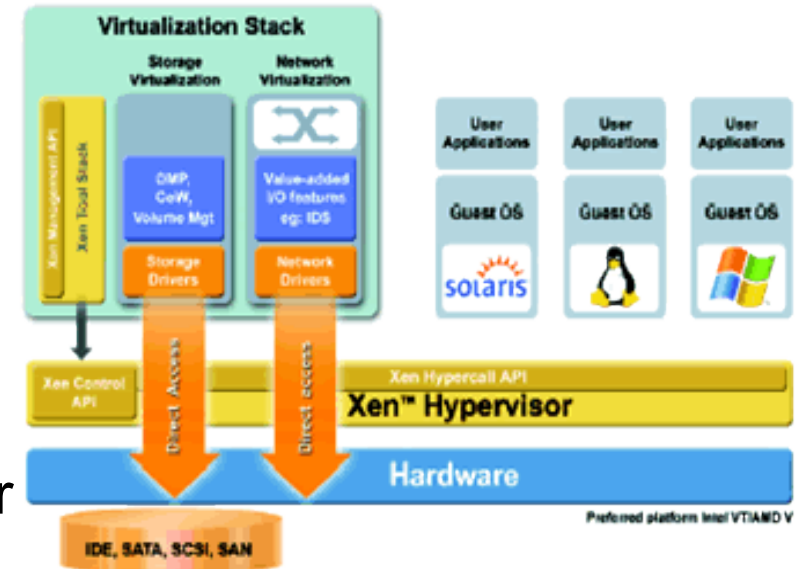 Virtualization Stack
Storage
Virtualization
Network
Virtualization
Xen Management API
Xen Tool Stack
DMP,
CoW,
Volume Mgt
Storage
Drivers
Value-added
I/O features
eg: IDS
Network
Drivers
User
Applications
Guest OS
solaris
User
Applications
Guest OS
User
Applications
Guest OS
Xen Control
API
Direct Access
Direct access
Xen Hypercall API
Xen™ Hypervisor
r
Hardware
Preferred platform Intel VT/AMD V
IDE, SATA, SCSI, SAN